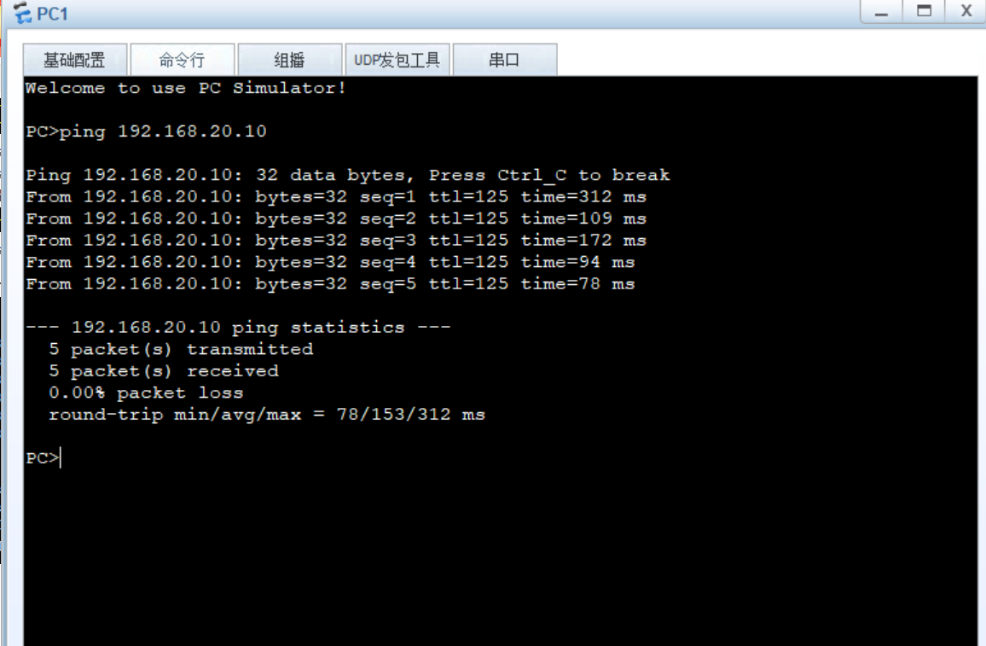 PC1
基础配置 命令行 组播 UDP发包工具 串口
Welcome to use PC Simulator!
PC>ping 192.168.20.10
Ping 192.168.20.10: 32 data bytes, Press Ctrl_C to break
From 192.168.20.10: bytes=32 seq=1 ttl=125 time=312 ms
From 192.168.20.10: bytes=32 seq=2 ttl=125 time=109 ms
From 192.168.20.10: bytes=32 seq=3 ttl=125 time=172 ms
From 192.168.20.10: bytes=32 seq=4 ttl=125 time=94 ms
From 192.168.20.10: bytes=32 seq=5 ttl=125 time=78 ms
--- 192.168.20.10 ping statistics ---
5 packet(s) transmitted
5 packet(s) received
0.00% packet loss
round-trip min/avg/max = 78/153/312 ms
PC>